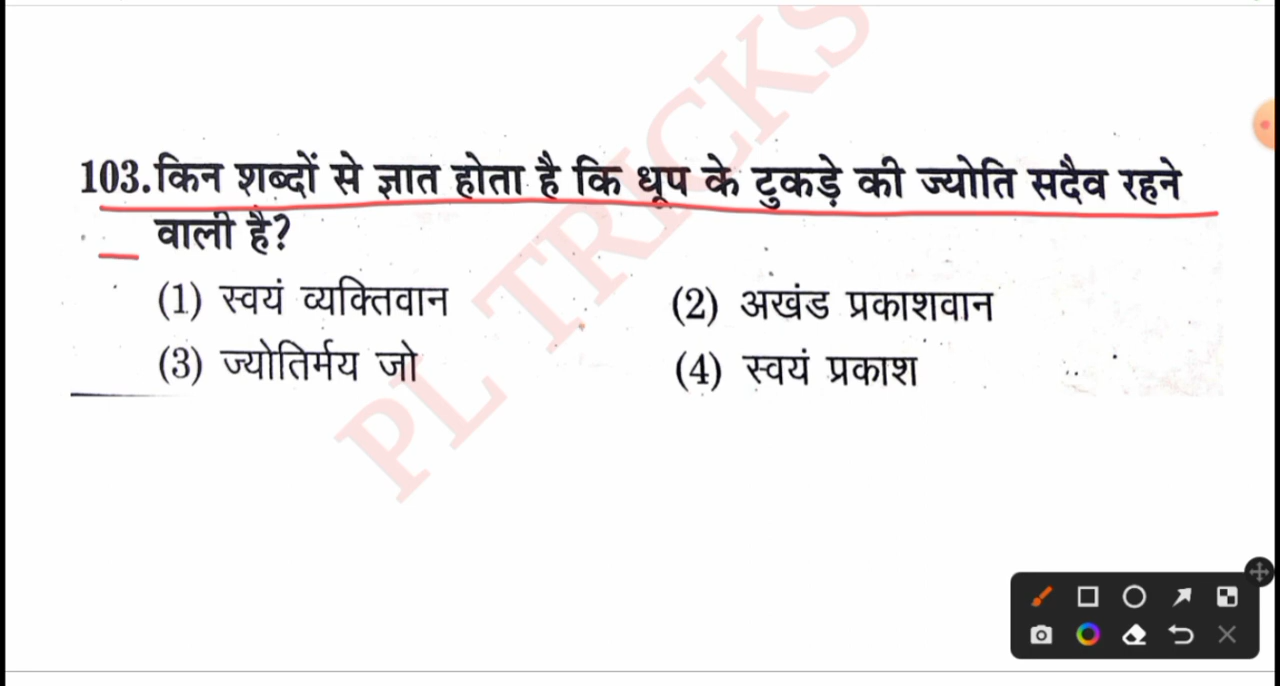 PL TRICKS
103. किन शब्दों से ज्ञात होता है कि धूप के टुकड़े की ज्योति सदैव रहने
वाली है?
(1) स्वयं व्यक्तिवान (2) अखंड प्रकाशवान
(3) ज्योतिर्मय जो (4) स्वयं प्रकाश